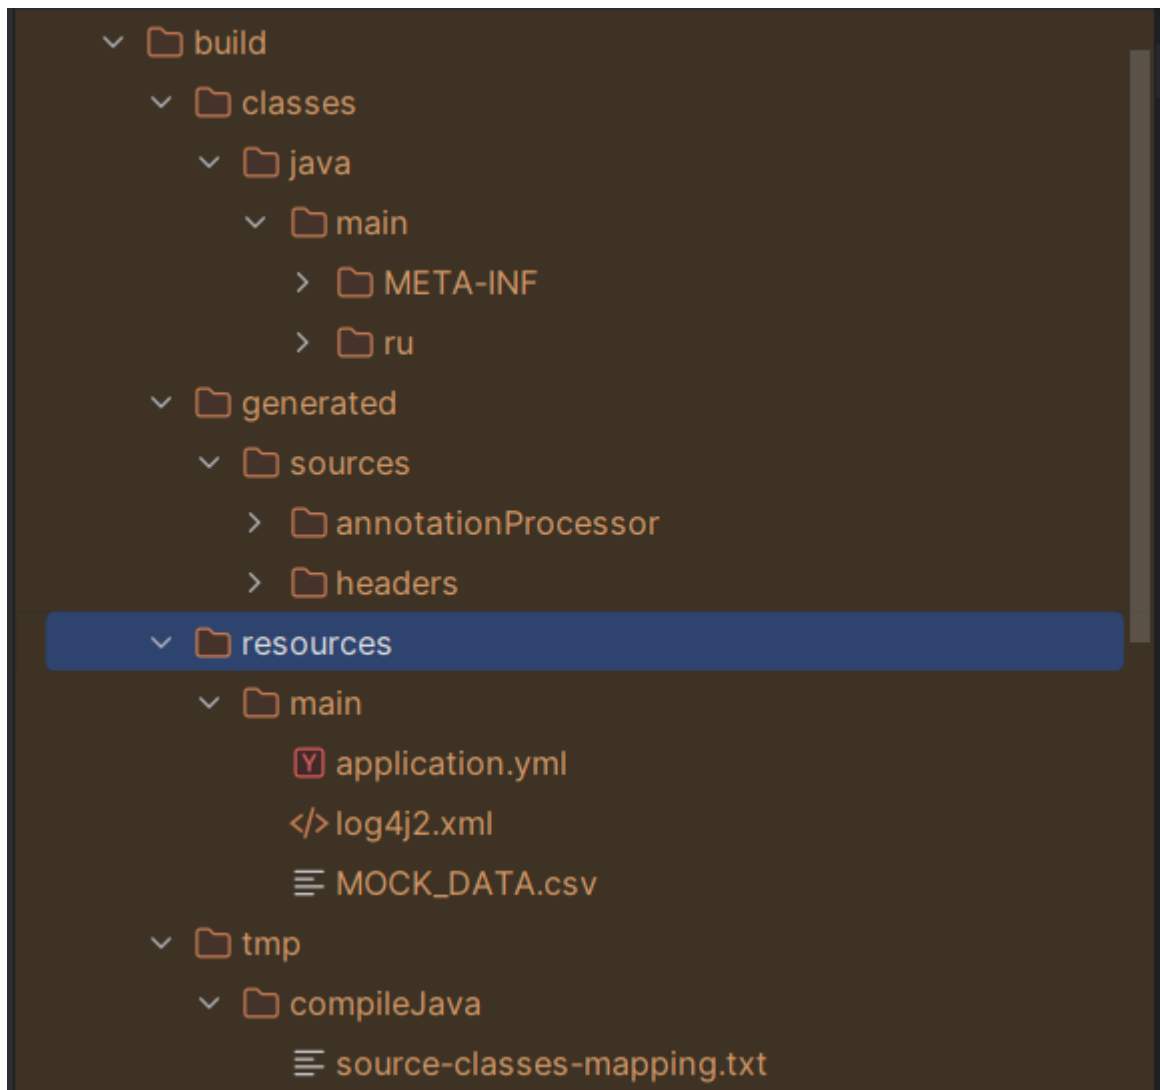 build
classes
java
main
META-INF
ru
generated
sources
annotationProcessor
headers
resources
main
application.yml
log4j2.xml
MOCK_DATA.csv
tmp
compileJava
source-classes-mapping.txt